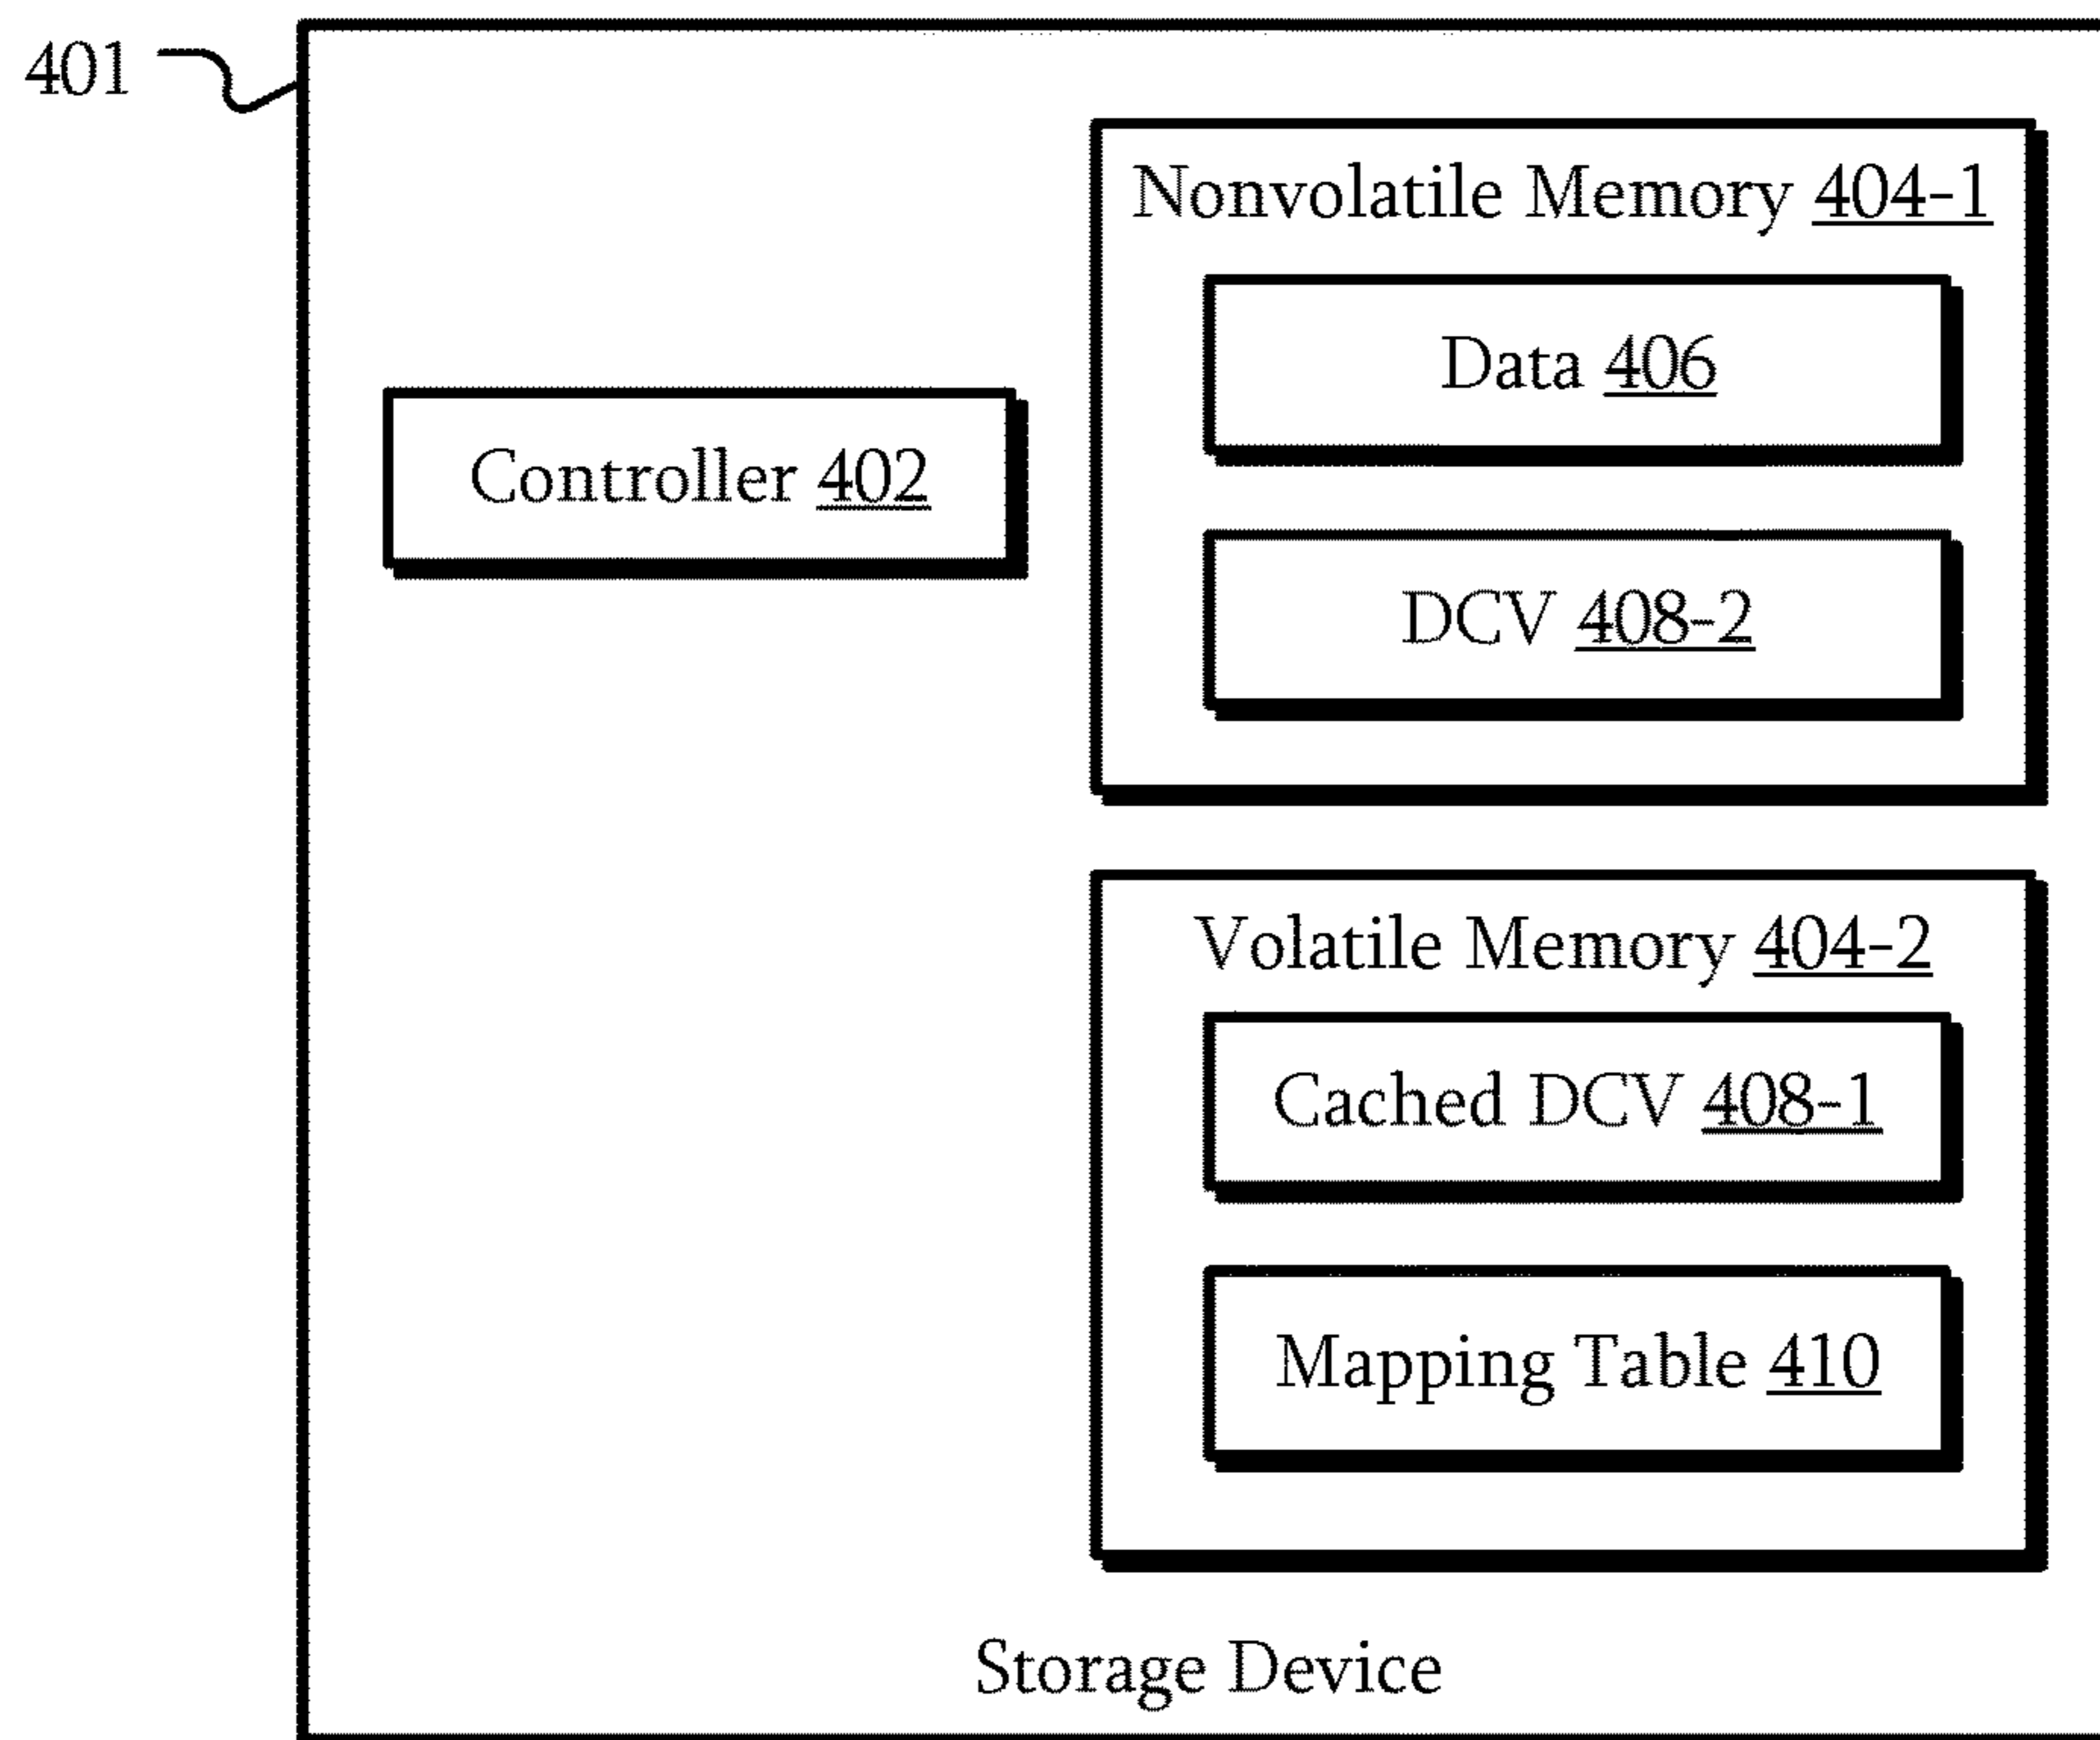 401
Nonvolatile Memory 404-1
Data 406
Controller 402
DCV 408-2
Volatile Memory 404-2
Cached DCV 408-1
Mapping Table 410
Storage Device